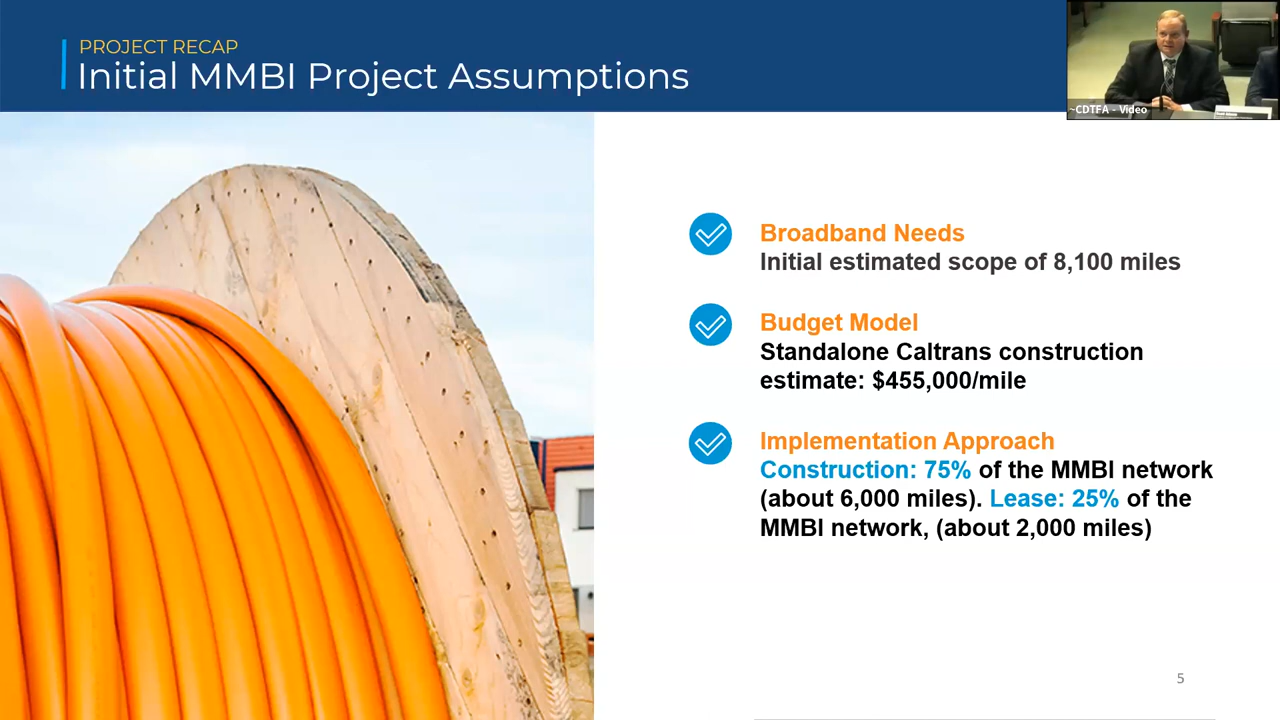 PROJECT RECAP
Initial MMBI Project Assumptions
~CDTFA - Video
Broadband Needs
Initial estimated scope of 8,100 miles
Budget Model
Standalone Caltrans construction
estimate: $455,000/mile
Implementation Approach
Construction: 75% of the MMBI network
(about 6,000 miles). Lease: 25% of the
MMBI network, (about 2,000 miles)
5